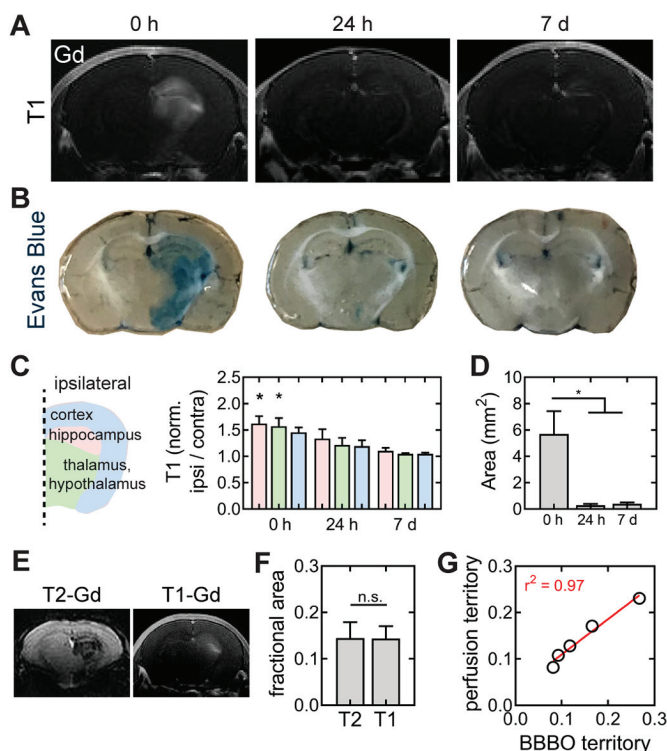 A
0 h
24 h
7 d
Gd
T1
B
Evans Blue
C
ipsilateral
cortex
hippocampus
thalamus,
hypothalamus
T1 (norm.
ipsi / contra)
2.5
2.0
1.5
1.0
0.5
0.0
* *
0 h
24 h
7 d
D
Area (mm2)
8
6
4
2
0
*
0 h
24 h
7 d
E
T2-Gd
T1-Gd
F
fractional area
0.3
0.2
0.1
0.0
n.s.
T2
T1
G
perfusion territory
0.3
0.2
0.1
0.0
r2 = 0.97
0.0
0.1
0.2
0.3
BBBO territory